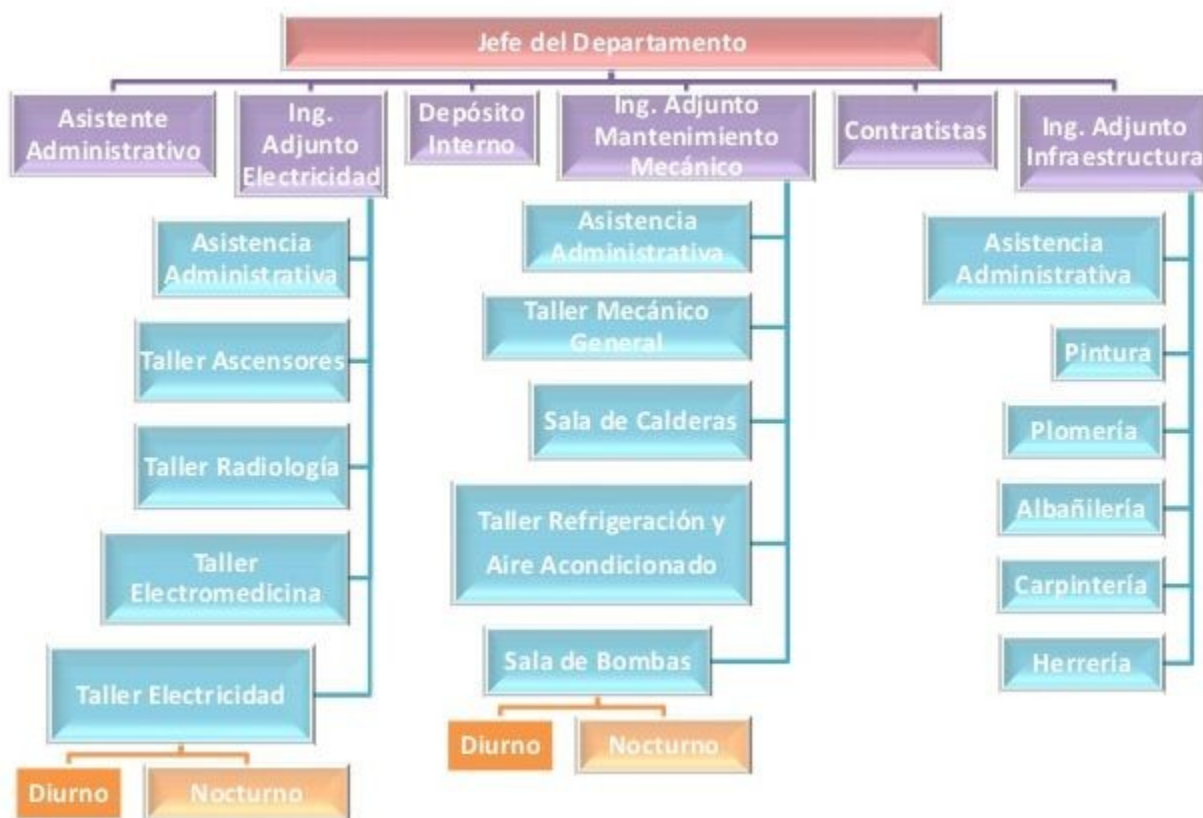 Jefe del Departamento
Asistente
Administrativo
Ing.
Adjunto
Electricidad
Depósito
Interno
Ing. Adjunto
Mantenimiento
Mecánico
Contratistas
Ing. Adjunto
Infraestructura
Asistencia
Administrativa
Taller Ascensores
Taller Radiología
Taller
Electromedicina
Taller Electricidad
Diurno
Nocturno
Asistencia
Administrativa
Taller Mecánico
General
Sala de Calderas
Taller Refrigeración y
Aire Acondicionado
Sala de Bombas
Diurno
Nocturno
Asistencia
Administrativa
Pintura
Plomería
Albañilería
Carpintería
Herrería